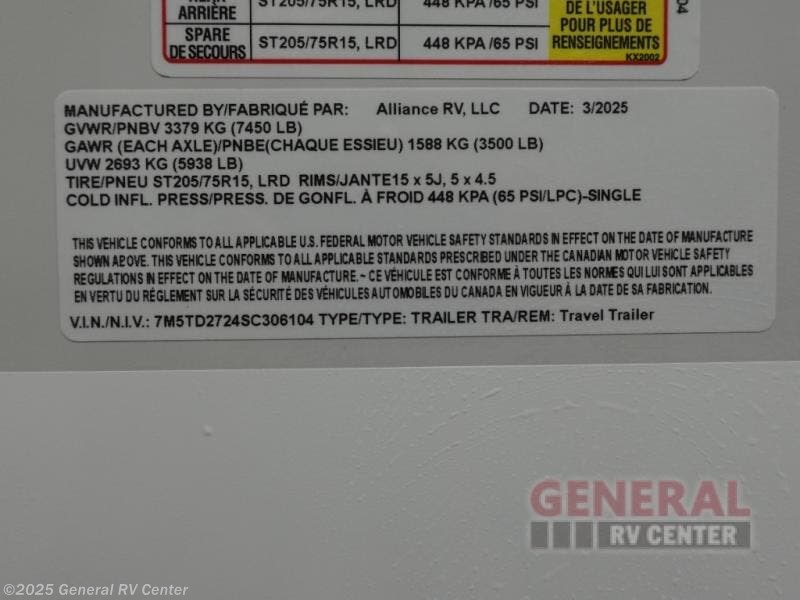 ARRIÈRE ST205/75R15, LRD 448 KPA/65 PSI DE L'USAGER
POUR PLUS DE
SPARE
DE SECOURS ST205/75R15, LRD 448 KPA/65 PSI RENSEIGNEMENTS
KX2002
04
MANUFACTURED BY/FABRIQUÉ PAR: Alliance RV, LLC DATE: 3/2025
GVWR/PNBV 3379 KG (7450 LB)
GAWR (EACH AXLE)/PNBE(CHAQUE ESSIEU) 1588 KG (3500 LB)
UVW 2693 KG (5938 LB)
TIRE/PNEU ST205/75R15, LRD RIMS/JANTE15 x 5J, 5 x 4.5
COLD INFL. PRESS/PRESS. DE GONFL. À FROID 448 KPA (65 PSI/LPC)-SINGLE
THIS VEHICLE CONFORMS TO ALL APPLICABLE U.S. FEDERAL MOTOR VEHICLE SAFETY STANDARDS IN EFFECT ON THE DATE OF MANUFACTURE
SHOWN ABOVE. THIS VEHICLE CONFORMS TO ALL APPLICABLE STANDARDS PRESCRIBED UNDER THE CANADIAN MOTOR VEHICLE SAFETY
REGULATIONS IN EFFECT ON THE DATE OF MANUFACTURE. ~ CE VÉHICULE EST CONFORME À TOUTES LES NORMES QUI LUI SONT APPLICABLES
EN VERTU DU RÉGLEMENT SUR LA SÉCURITÉ DES VÉHICULES AUTOMOBILES DU CANADA EN VIGUEUR À LA DATE DE SA FABRICATION.
V.I.N./N.I.V.: 7M5TD2724SC306104 TYPE/TYPE: TRAILER TRA/REM: Travel Trailer
GENERAL
RV CENTER
©2025 General RV Center